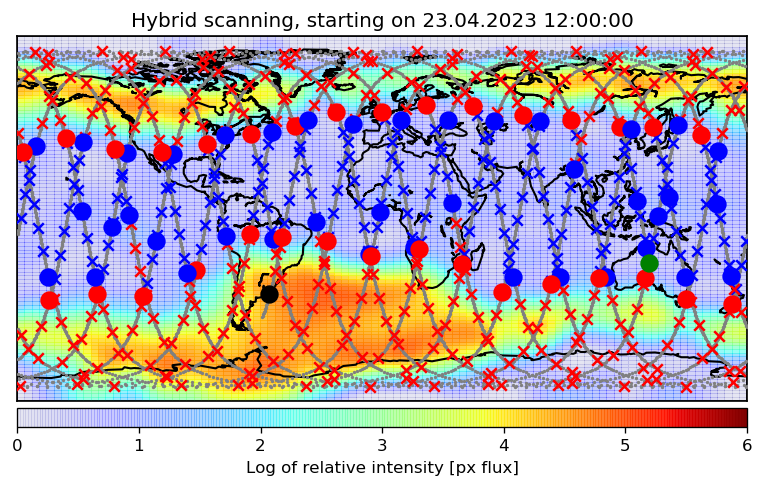 Hybrid scanning, starting on 23.04.2023 12:00:00
0 1 2 3 4 5 6
Log of relative intensity [px flux]